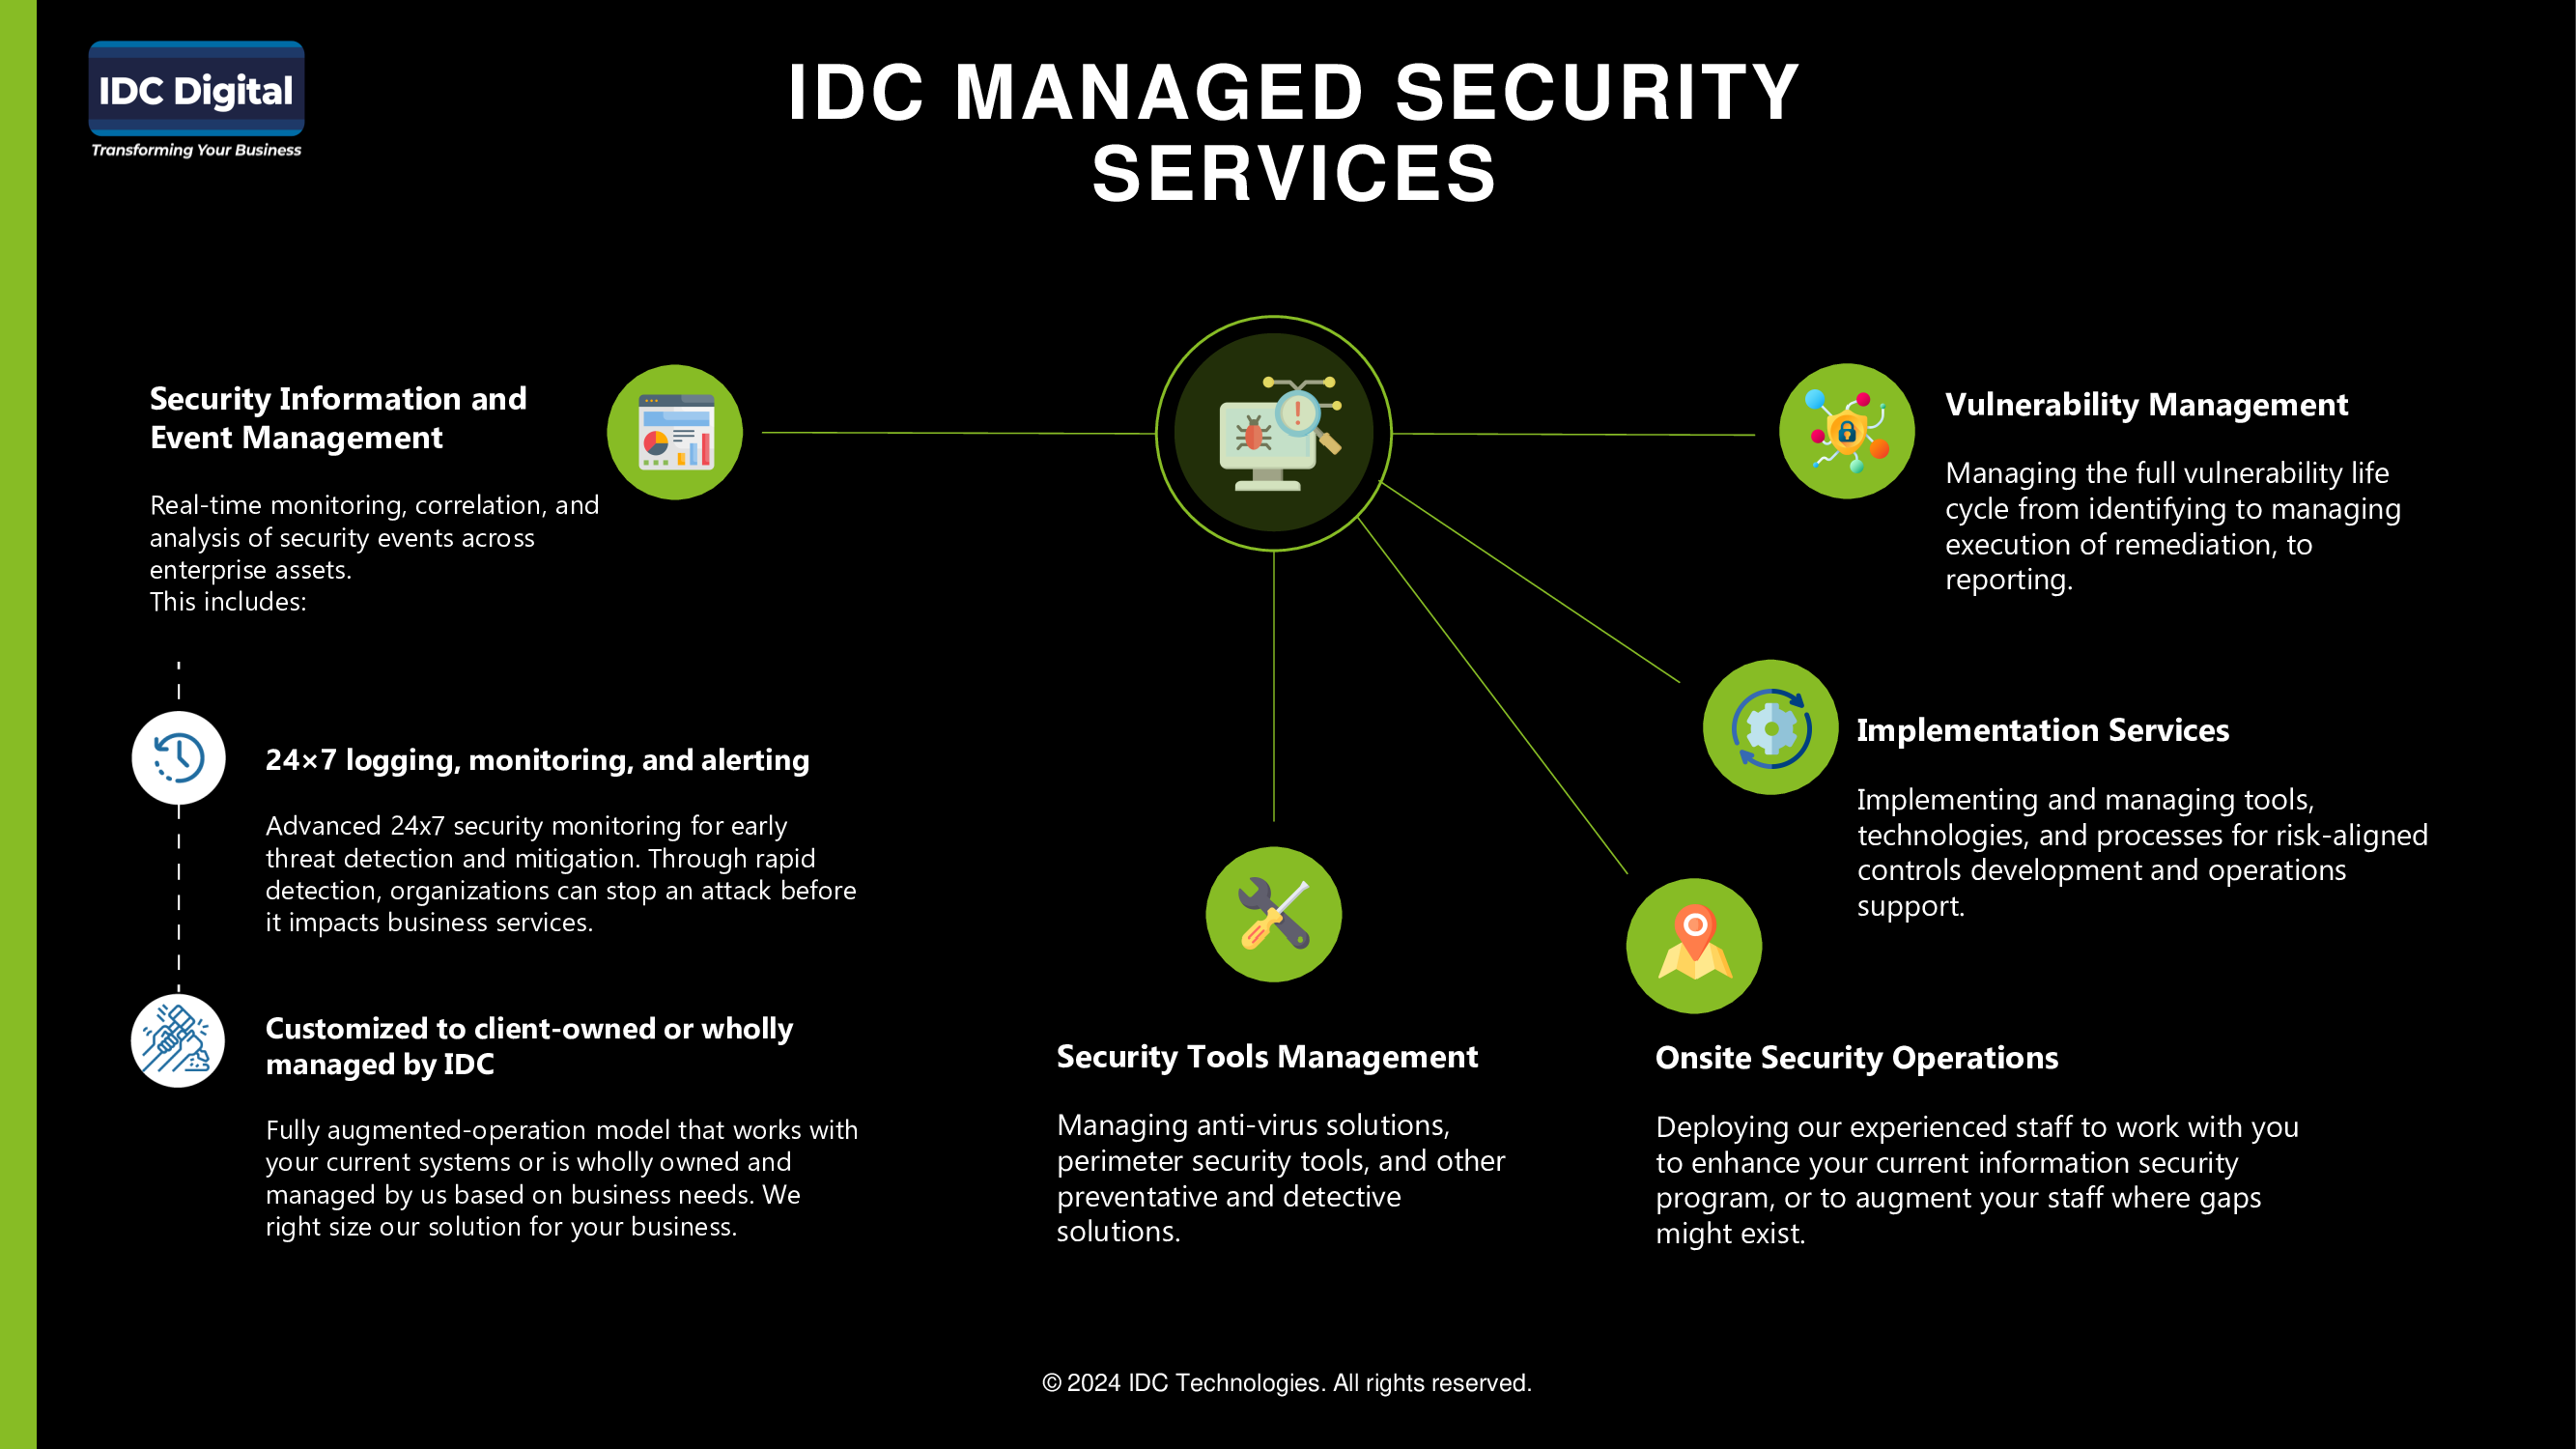 IDC Digital
Transforming Your Business
IDC MANAGED SECURITY
SERVICES
Security Information and
Event Management
Real-time monitoring, correlation, and
analysis of security events across
enterprise assets.
This includes:
24×7 logging, monitoring, and alerting
Advanced 24x7 security monitoring for early
threat detection and mitigation. Through rapid
detection, organizations can stop an attack before
it impacts business services.
Customized to client-owned or wholly
managed by IDC
Fully augmented-operation model that works with
your current systems or is wholly owned and
managed by us based on business needs. We
right size our solution for your business.
Security Tools Management
Managing anti-virus solutions,
perimeter security tools, and other
preventative and detective
solutions.
Vulnerability Management
Managing the full vulnerability life
cycle from identifying to managing
execution of remediation, to
reporting.
Implementation Services
Implementing and managing tools,
technologies, and processes for risk-aligned
controls development and operations
support.
Onsite Security Operations
Deploying our experienced staff to work with you
to enhance your current information security
program, or to augment your staff where gaps
might exist.
© 2024 IDC Technologies. All rights reserved.